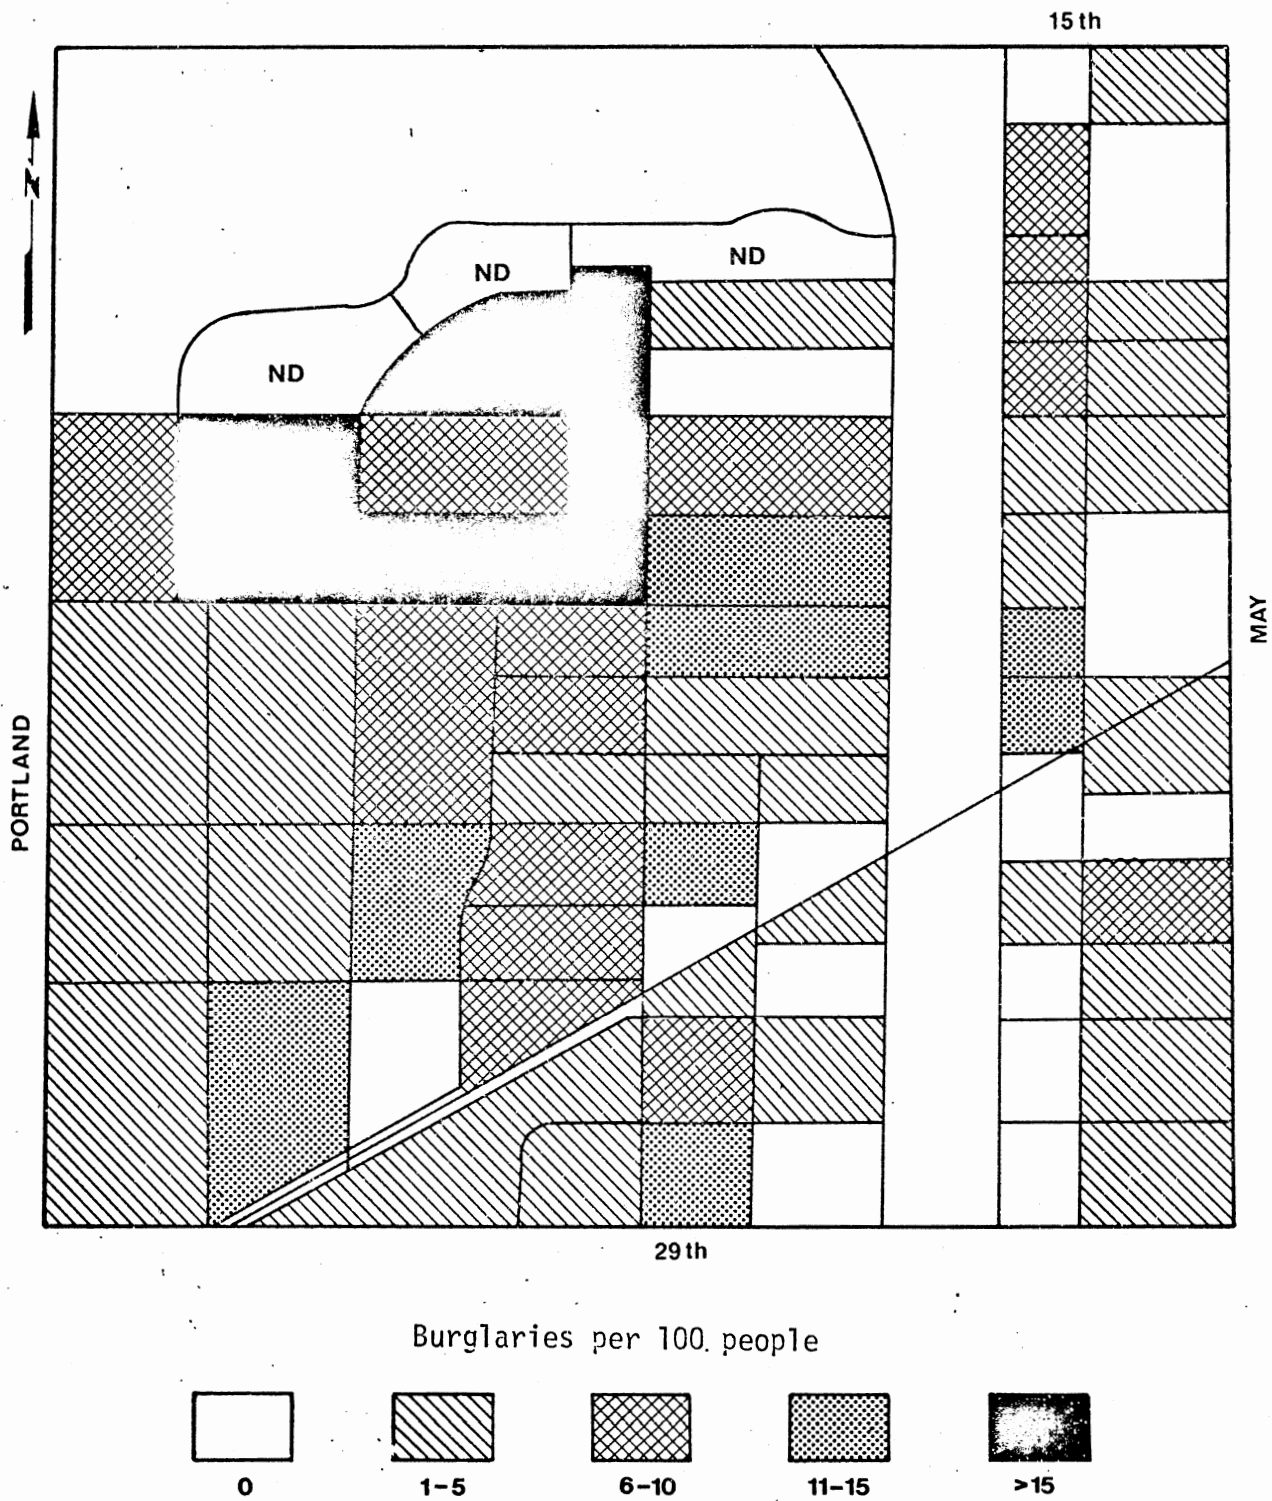 15th
N
ND
ND
ND
MAY
PORTLAND
29th
Burglaries per 100. people
0
1-5
6-10
11-15
>15